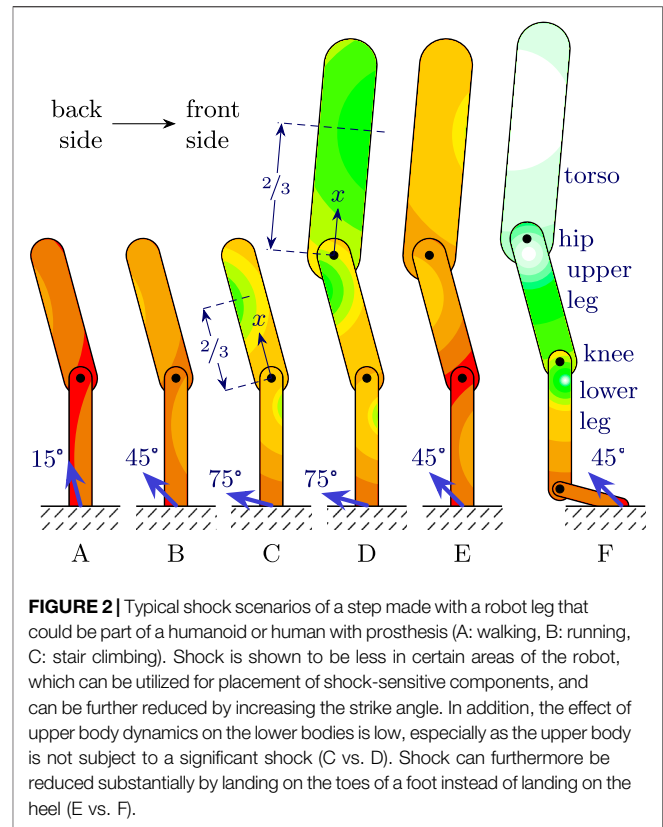 back side
front side
2/3
x
torso
hip
upper leg
2/3
x
knee
lower leg
15°
45°
75°
75°
45°
45°
A
B
C
D
E
F
FIGURE 2 | Typical shock scenarios of a step made with a robot leg that
could be part of a humanoid or human with prosthesis (A: walking, B: running,
C: stair climbing). Shock is shown to be less in certain areas of the robot,
which can be utilized for placement of shock-sensitive components, and
can be further reduced by increasing the strike angle. In addition, the effect of
upper body dynamics on the lower bodies is low, especially as the upper body
is not subject to a significant shock (C vs. D). Shock can furthermore be
reduced substantially by landing on the toes of a foot instead of landing on the
heel (E vs. F).